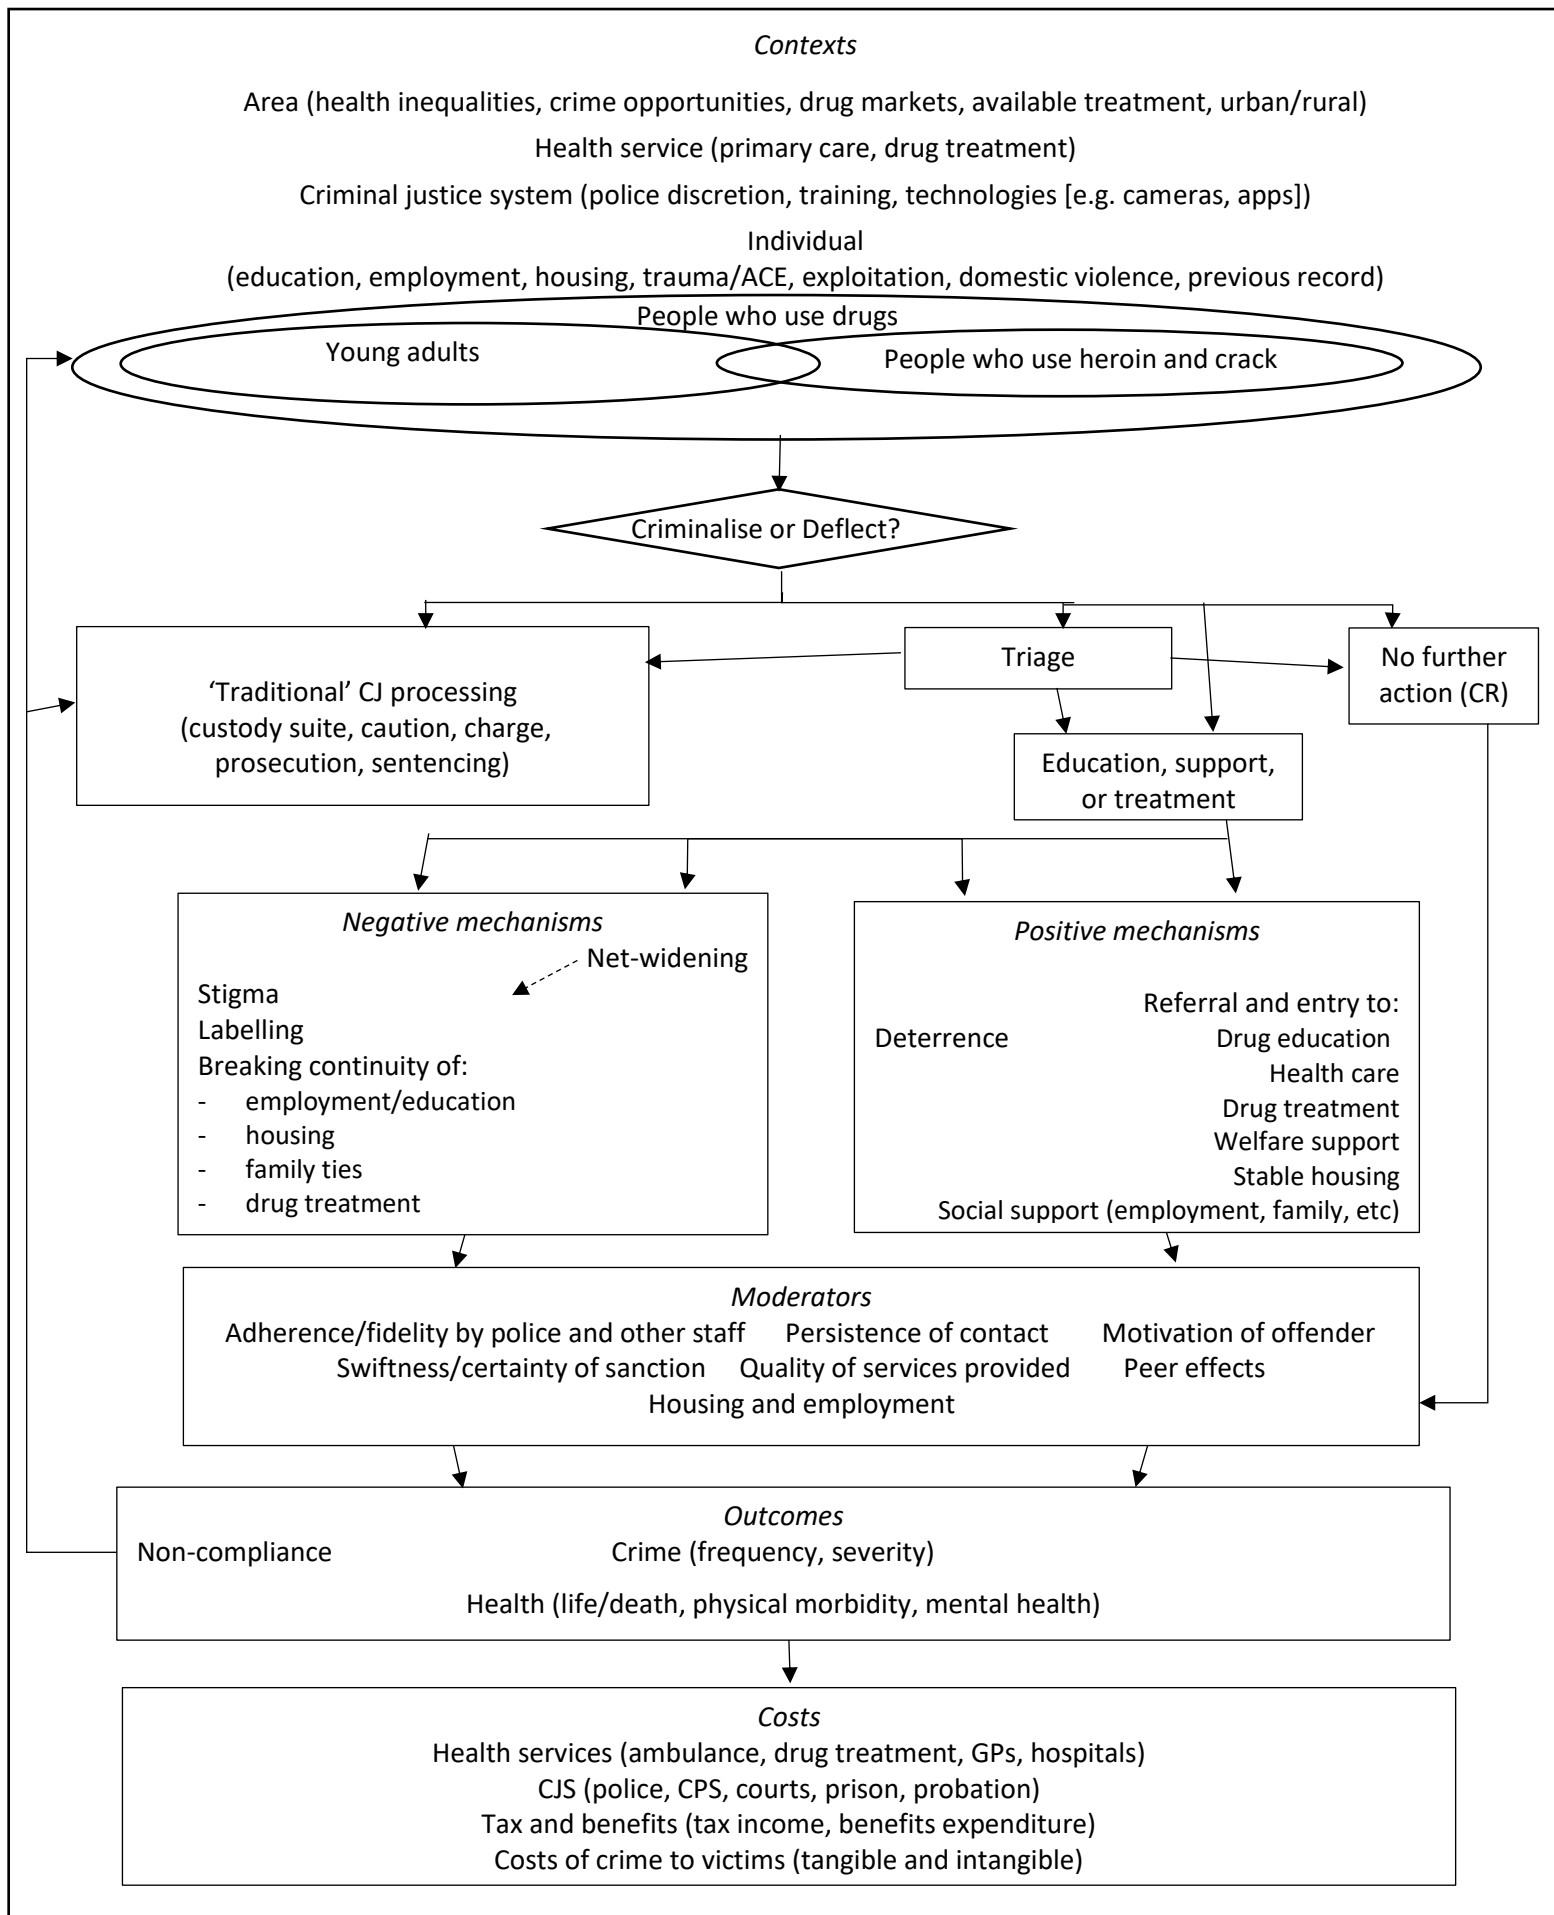 Contexts
Area (health inequalities, crime opportunities, drug markets, available treatment, urban/rural)
Health service (primary care, drug treatment)
Criminal justice system (police discretion, training, technologies [e.g. cameras, apps])
Individual
(education, employment, housing, trauma/ACE, exploitation, domestic violence, previous record)
People who use drugs
Young adults
People who use heroin and crack
Criminalise or Deflect?
‘Traditional’ CJ processing
(custody suite, caution, charge,
prosecution, sentencing)
Triage
No further
action (CR)
Education, support,
or treatment
Negative mechanisms
Net-widening
Stigma
Labelling
Breaking continuity of:
- employment/education
- housing
- family ties
- drug treatment
Positive mechanisms
Referral and entry to:
Deterrence Drug education
Health care
Drug treatment
Welfare support
Stable housing
Social support (employment, family, etc)
Moderators
Adherence/fidelity by police and other staff Persistence of contact Motivation of offender
Swiftness/certainty of sanction Quality of services provided Peer effects
Housing and employment
Outcomes
Non-compliance Crime (frequency, severity)
Health (life/death, physical morbidity, mental health)
Costs
Health services (ambulance, drug treatment, GPs, hospitals)
CJS (police, CPS, courts, prison, probation)
Tax and benefits (tax income, benefits expenditure)
Costs of crime to victims (tangible and intangible)